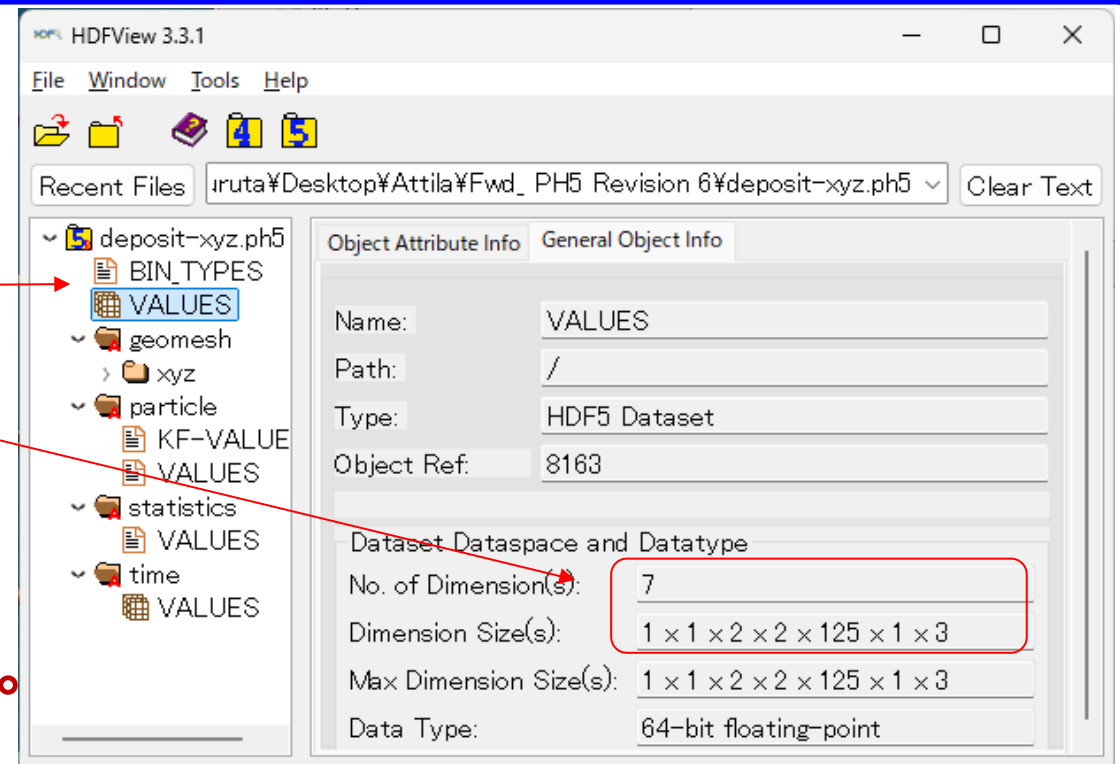 HDFView 3.3.1
File Window Tools Help
Recent Files ıruta¥Desktop¥Attila¥Fwd_ PH5 Revision 6¥deposit-xyz.ph5 Clear Text
deposit-xyz.ph5
BIN_TYPES
VALUES
geomesh
xyz
particle
KF-VALUE
VALUES
statistics
VALUES
time
VALUES
Object Attribute Info General Object Info
Name: VALUES
Path: /
Type: HDF5 Dataset
Object Ref: 8163
Dataset Dataspace and Datatype
No. of Dimension(s): 7
Dimension Size(s): 1 × 1 × 2 × 2 × 125 × 1 × 3
Max Dimension Size(s): 1 × 1 × 2 × 2 × 125 × 1 × 3
Data Type: 64-bit floating-point